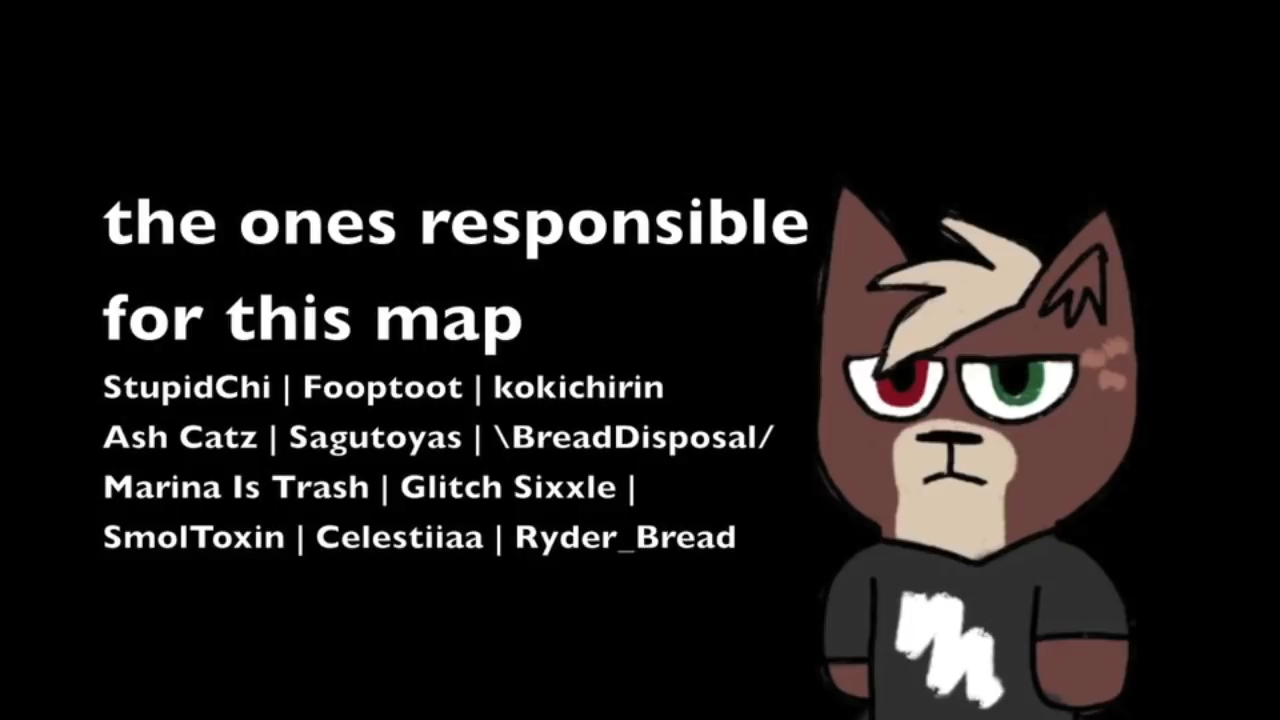 the ones responsible
for this map
StupidChi | Fooptoot | kokichirin
Ash Catz | Sagutoyas | \BreadDisposal/
Marina Is Trash | Glitch Sixxle |
SmolToxin | Celestiiaa | Ryder_Bread